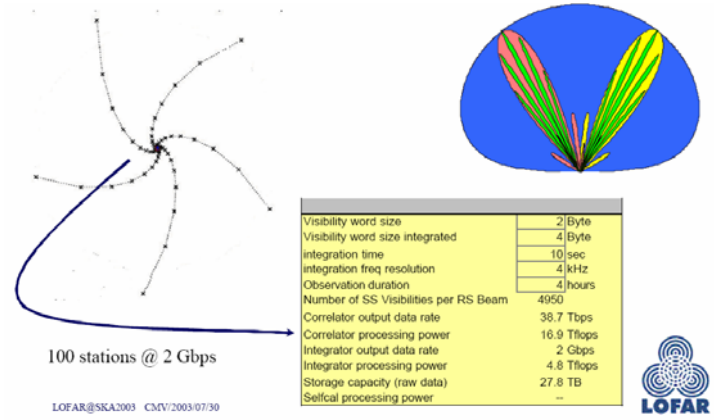 Visibility word size 2 Byte
Visibility word size integrated 4 Byte
integration time 10 sec
integration freq resolution 4 kHz
Observation duration 4 hours
Number of SS Visibilities per RS Beam 4950
Correlator output data rate 38.7 Tbps
Correlator processing power 16.9 Tflops
Integrator output data rate 2 Gbps
Integrator processing power 4.8 Tflops
Storage capacity (raw data) 27.8 TB
Selfcal processing power --
100 stations @ 2 Gbps
LOFAR@SKA2003 CMV/2003/07/30
LOFAR